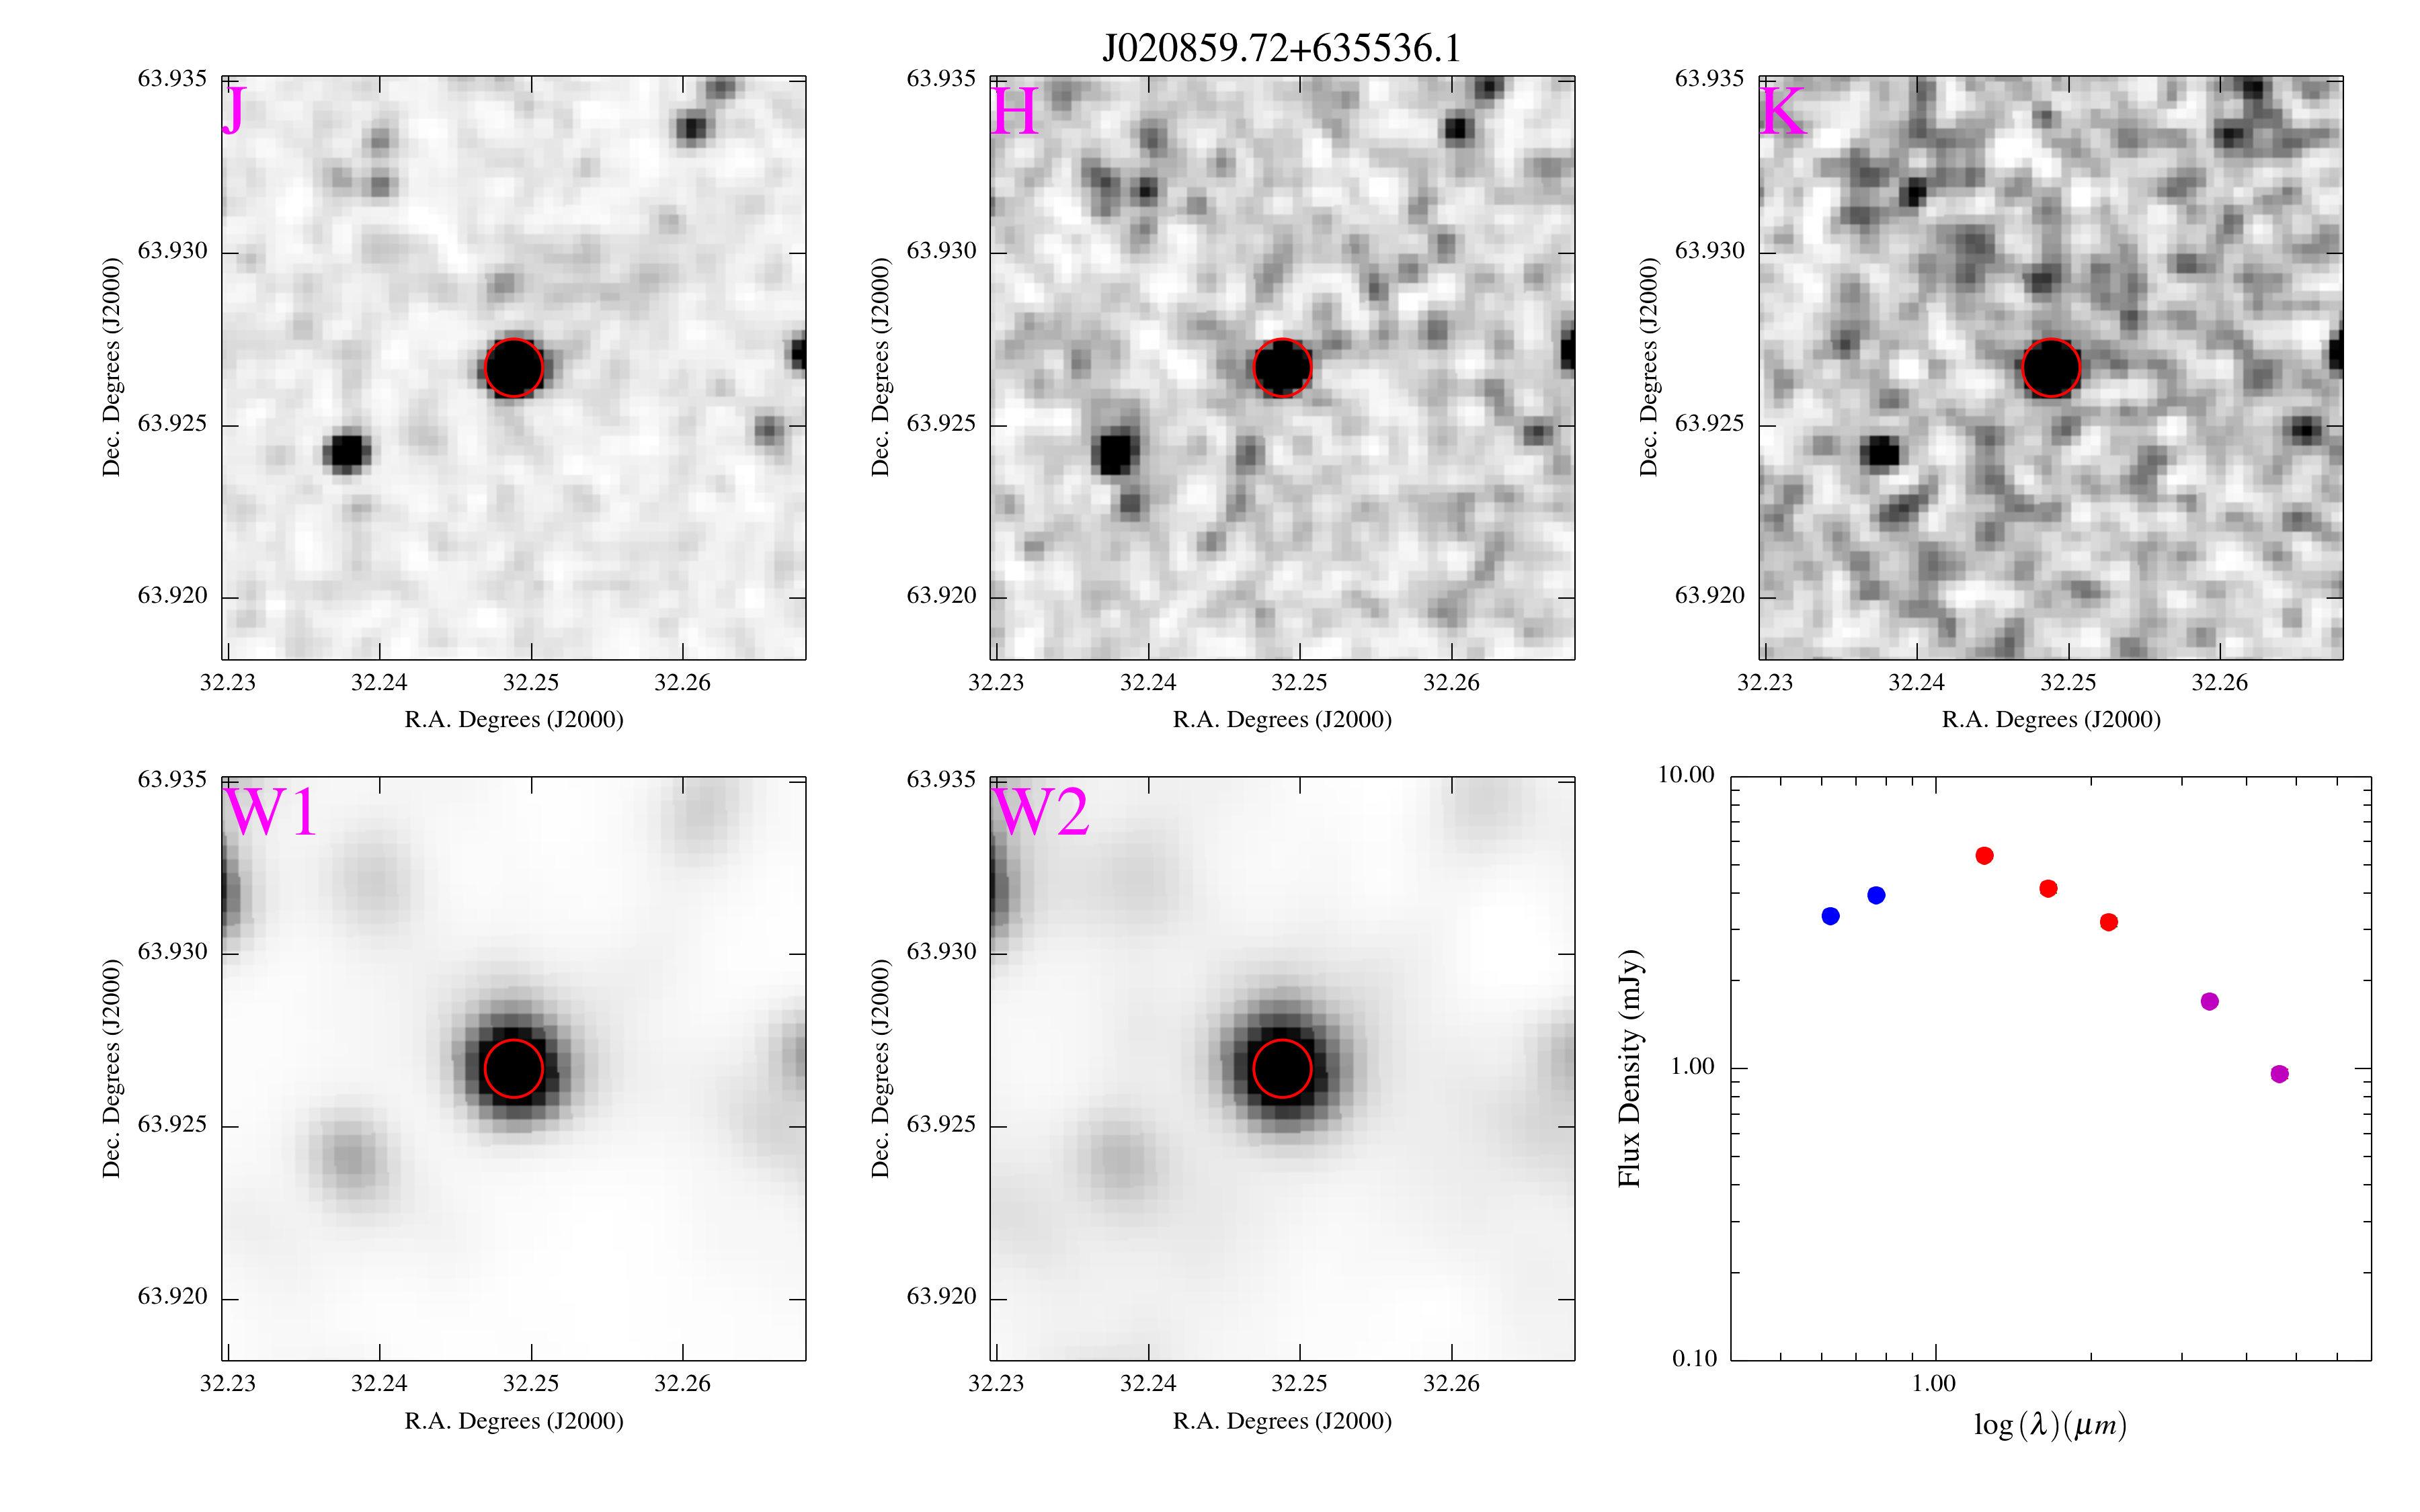 J020859.72+635536.1
J
63.935
63.930
63.925
63.920
Dec. Degrees (J2000)
32.23 32.24 32.25 32.26
R.A. Degrees (J2000)
H
63.935
63.930
63.925
63.920
Dec. Degrees (J2000)
32.23 32.24 32.25 32.26
R.A. Degrees (J2000)
K
63.935
63.930
63.925
63.920
Dec. Degrees (J2000)
32.23 32.24 32.25 32.26
R.A. Degrees (J2000)
W1
63.935
63.930
63.925
63.920
Dec. Degrees (J2000)
32.23 32.24 32.25 32.26
R.A. Degrees (J2000)
W2
63.935
63.930
63.925
63.920
Dec. Degrees (J2000)
32.23 32.24 32.25 32.26
R.A. Degrees (J2000)
10.00
1.00
0.10
Flux Density (mJy)
1.00
log (λ)(μm)